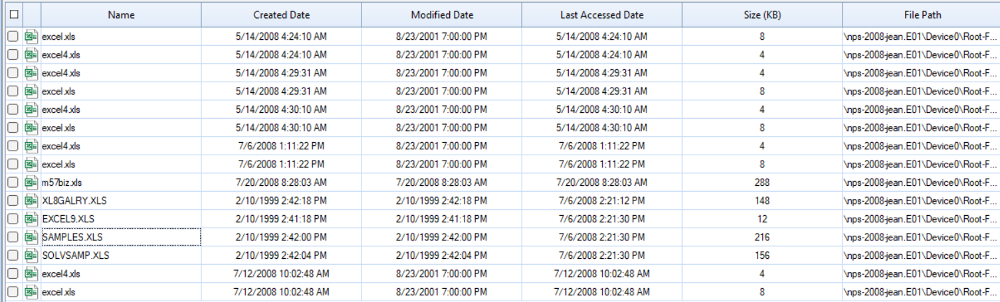 Name Created Date Modified Date Last Accessed Date Size (KB) File Path
excel.xls 5/14/2008 4:24:10 AM 8/23/2001 7:00:00 PM 5/14/2008 4:24:10 AM 8 \nps-2008-jean.E01\Device0\Root-F...
excel4.xls 5/14/2008 4:24:10 AM 8/23/2001 7:00:00 PM 5/14/2008 4:24:10 AM 4 \nps-2008-jean.E01\Device0\Root-F...
excel4.xls 5/14/2008 4:29:31 AM 8/23/2001 7:00:00 PM 5/14/2008 4:29:31 AM 4 \nps-2008-jean.E01\Device0\Root-F...
excel.xls 5/14/2008 4:29:31 AM 8/23/2001 7:00:00 PM 5/14/2008 4:29:31 AM 8 \nps-2008-jean.E01\Device0\Root-F...
excel4.xls 5/14/2008 4:30:10 AM 8/23/2001 7:00:00 PM 5/14/2008 4:30:10 AM 4 \nps-2008-jean.E01\Device0\Root-F...
excel.xls 5/14/2008 4:30:10 AM 8/23/2001 7:00:00 PM 5/14/2008 4:30:10 AM 8 \nps-2008-jean.E01\Device0\Root-F...
excel4.xls 7/6/2008 1:11:22 PM 8/23/2001 7:00:00 PM 7/6/2008 1:11:22 PM 4 \nps-2008-jean.E01\Device0\Root-F...
excel.xls 7/6/2008 1:11:22 PM 8/23/2001 7:00:00 PM 7/6/2008 1:11:22 PM 8 \nps-2008-jean.E01\Device0\Root-F...
m57biz.xls 7/20/2008 8:28:03 AM 7/20/2008 8:28:03 AM 7/20/2008 8:28:03 AM 288 \nps-2008-jean.E01\Device0\Root-F...
XL8GALRY.XLS 2/10/1999 2:42:18 PM 2/10/1999 2:42:18 PM 7/6/2008 2:21:12 PM 148 \nps-2008-jean.E01\Device0\Root-F...
EXCEL9.XLS 2/10/1999 2:41:18 PM 2/10/1999 2:41:18 PM 7/6/2008 2:21:30 PM 12 \nps-2008-jean.E01\Device0\Root-F...
SAMPLES.XLS 2/10/1999 2:42:00 PM 2/10/1999 2:42:00 PM 7/6/2008 2:21:30 PM 216 \nps-2008-jean.E01\Device0\Root-F...
SOLVSAMP.XLS 2/10/1999 2:42:04 PM 2/10/1999 2:42:04 PM 7/6/2008 2:21:30 PM 156 \nps-2008-jean.E01\Device0\Root-F...
excel4.xls 7/12/2008 10:02:48 AM 8/23/2001 7:00:00 PM 7/12/2008 10:02:48 AM 4 \nps-2008-jean.E01\Device0\Root-F...
excel.xls 7/12/2008 10:02:48 AM 8/23/2001 7:00:00 PM 7/12/2008 10:02:48 AM 8 \nps-2008-jean.E01\Device0\Root-F...